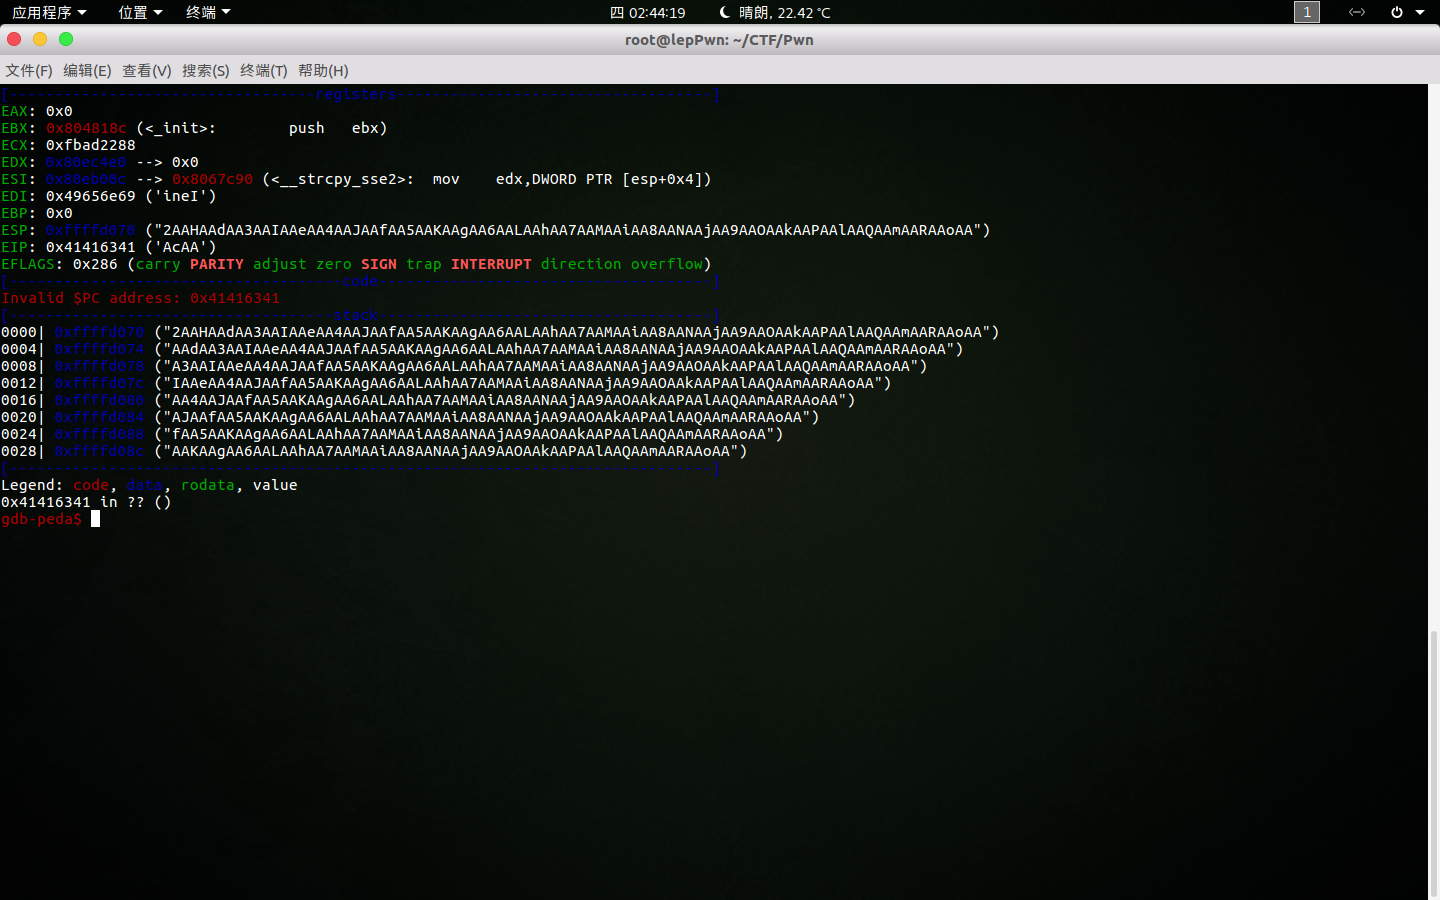 应用程序 位置 终端 四 02:44:19 晴朗, 22.42 ℃ 1
root@lepPwn: ~/CTF/Pwn
文件(F) 编辑(E) 查看(V) 搜索(S) 终端(T) 帮助(H)
[----------------------------------registers-----------------------------------]
EAX: 0x0
EBX: 0x804818c (<_init>: push ebx)
ECX: 0xfbad2288
EDX: 0x80ec4e0 --> 0x0
ESI: 0x80eb00c --> 0x8067c90 (<__strcpy_sse2>: mov edx,DWORD PTR [esp+0x4])
EDI: 0x49656e69 ('ineI')
EBP: 0x0
ESP: 0xffffd070 ("2AAHAAdAA3AAIAAeAA4AAJAAfAA5AAKAAgAA6AALAAhAA7AAMAAiAA8AANAAjAA9AAOAAkAAPAAlAAQAAmAARAAoAA")
EIP: 0x41416341 ('AcAA')
EFLAGS: 0x286 (carry PARITY adjust zero SIGN trap INTERRUPT direction overflow)
[-------------------------------------code-------------------------------------]
Invalid $PC address: 0x41416341
[------------------------------------stack-------------------------------------]
0000| 0xffffd070 ("2AAHAAdAA3AAIAAeAA4AAJAAfAA5AAKAAgAA6AALAAhAA7AAMAAiAA8AANAAjAA9AAOAAkAAPAAlAAQAAmAARAAoAA")
0004| 0xffffd074 ("AAdAA3AAIAAeAA4AAJAAfAA5AAKAAgAA6AALAAhAA7AAMAAiAA8AANAAjAA9AAOAAkAAPAAlAAQAAmAARAAoAA")
0008| 0xffffd078 ("A3AAIAAeAA4AAJAAfAA5AAKAAgAA6AALAAhAA7AAMAAiAA8AANAAjAA9AAOAAkAAPAAlAAQAAmAARAAoAA")
0012| 0xffffd07c ("IAAeAA4AAJAAfAA5AAKAAgAA6AALAAhAA7AAMAAiAA8AANAAjAA9AAOAAkAAPAAlAAQAAmAARAAoAA")
0016| 0xffffd080 ("AA4AAJAAfAA5AAKAAgAA6AALAAhAA7AAMAAiAA8AANAAjAA9AAOAAkAAPAAlAAQAAmAARAAoAA")
0020| 0xffffd084 ("AJAAfAA5AAKAAgAA6AALAAhAA7AAMAAiAA8AANAAjAA9AAOAAkAAPAAlAAQAAmAARAAoAA")
0024| 0xffffd088 ("fAA5AAKAAgAA6AALAAhAA7AAMAAiAA8AANAAjAA9AAOAAkAAPAAlAAQAAmAARAAoAA")
0028| 0xffffd08c ("AAKAAgAA6AALAAhAA7AAMAAiAA8AANAAjAA9AAOAAkAAPAAlAAQAAmAARAAoAA")
[------------------------------------------------------------------------------]
Legend: code, data, rodata, value
0x41416341 in ?? ()
gdb-peda$